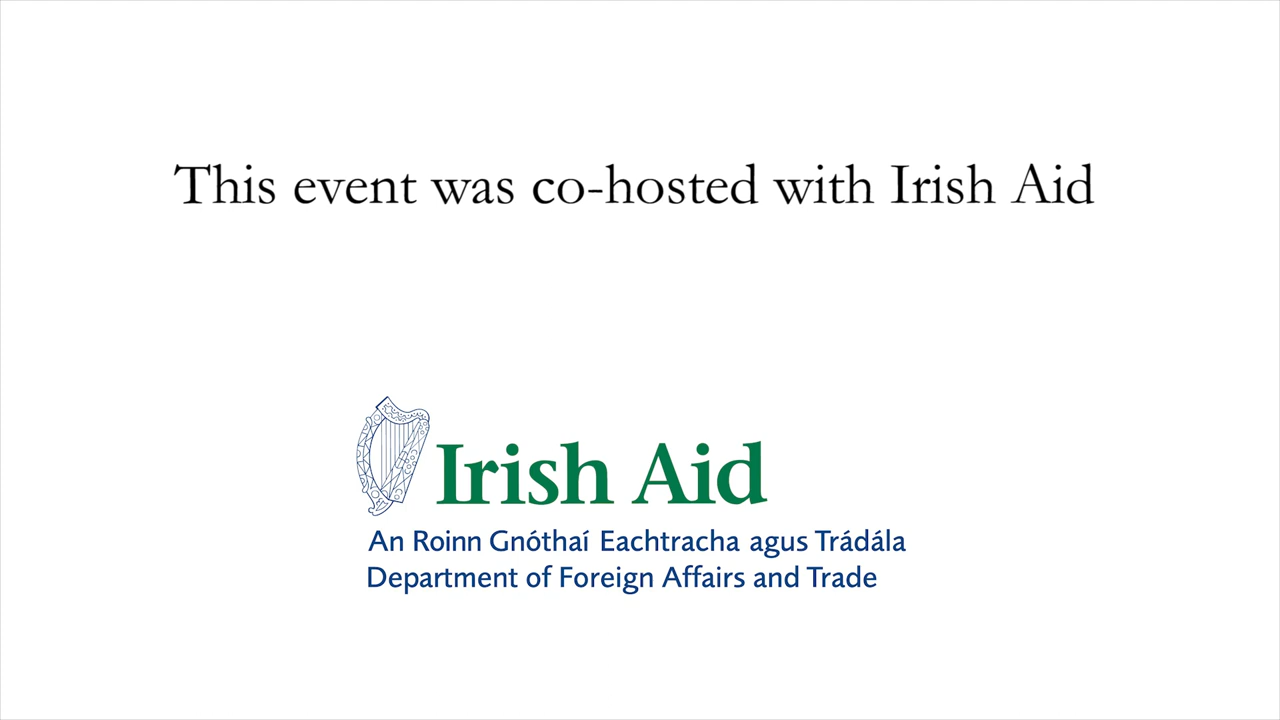 This event was co-hosted with Irish Aid
Irish Aid
An Roinn Gnóthaí Eachtracha agus Trádála
Department of Foreign Affairs and Trade